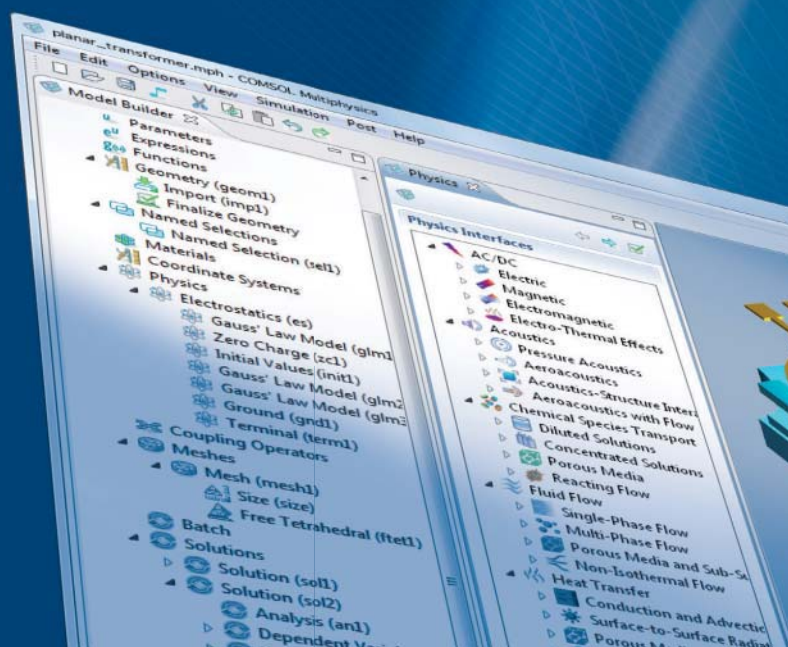 planar_transformer.mph - COMSOL Multiphysics
File Edit Options View Simulation Post Help
Model Builder
Parameters
Expressions
Functions
Geometry (geom1)
Import (imp1)
Finalize Geometry
Named Selections
Named Selection (sel1)
Materials
Coordinate Systems
Physics
Electrostatics (es)
Gauss' Law Model (glm1
Zero Charge (zc1)
Initial Values (init1)
Gauss' Law Model (glm2
Gauss' Law Model (glm3
Ground (gnd1)
Terminal (term1)
Coupling Operators
Meshes
Mesh (mesh1)
Size (size)
Free Tetrahedral (ftet1)
Batch
Solutions
Solution (sol1)
Solution (sol2)
Analysis (an1)
Dependent
Physics
Physics Interfaces
AC/DC
Electric
Magnetic
Electromagnetic
Electro-Thermal Effects
Acoustics
Pressure Acoustics
Aeroacoustics
Acoustics-Structure Inter
Aeroacoustics with Flow
Chemical Species Transport
Diluted Solutions
Concentrated Solutions
Porous Media
Reacting Flow
Fluid Flow
Single-Phase Flow
Multi-Phase Flow
Porous Media and Sub-Su
Non-Isothermal Flow
Heat Transfer
Conduction and Advectio
Surface-to-Surface Radiat
Porous